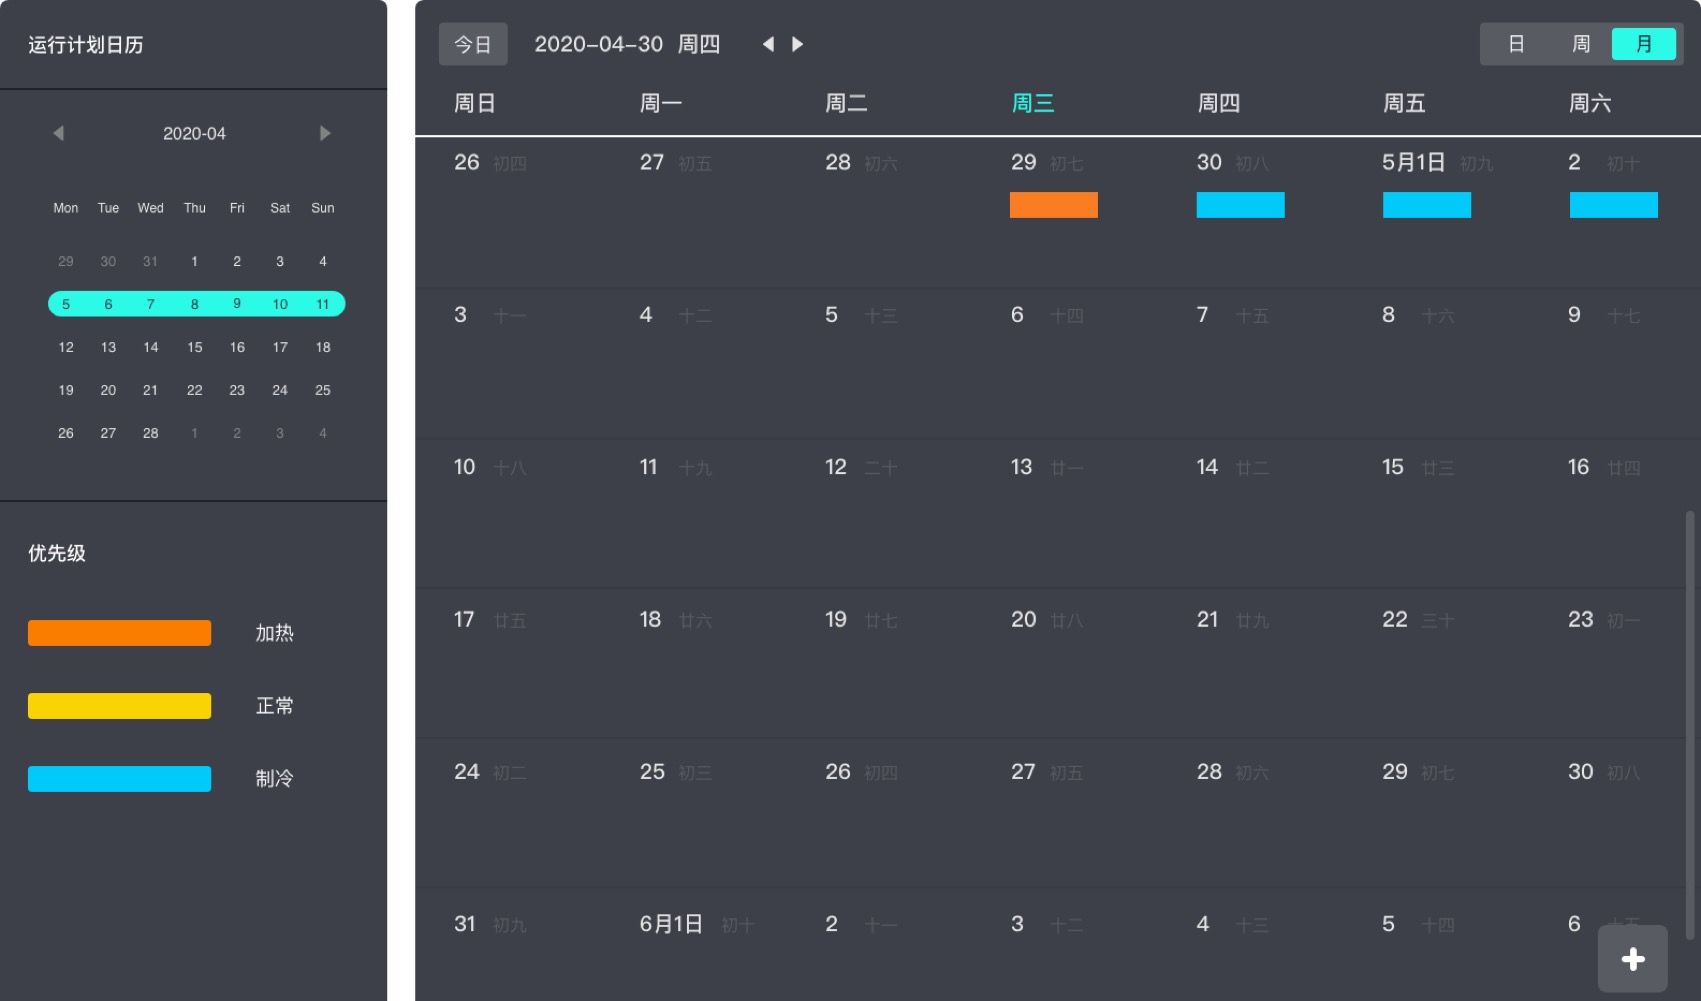 运行计划日历
2020-04
Mon Tue Wed Thu Fri Sat Sun
29 30 31 1 2 3 4
5 6 7 8 9 10 11
12 13 14 15 16 17 18
19 20 21 22 23 24 25
26 27 28 1 2 3 4
优先级
加热
正常
制冷
今日 2020-04-30 周四 日 周 月
周日 周一 周二 周三 周四 周五 周六
26 初四 27 初五 28 初六 29 初七 30 初八 5月1日 初九 2 初十
3 十一 4 十二 5 十三 6 十四 7 十五 8 十六 9 十七
10 十八 11 十九 12 二十 13 廿一 14 廿二 15 廿三 16 廿四
17 廿五 18 廿六 19 廿七 20 廿八 21 廿九 22 三十 23 初一
24 初二 25 初三 26 初四 27 初五 28 初六 29 初七 30 初八
31 初九 6月1日 初十 2 十一 3 十二 4 十三 5 十四 6 十五